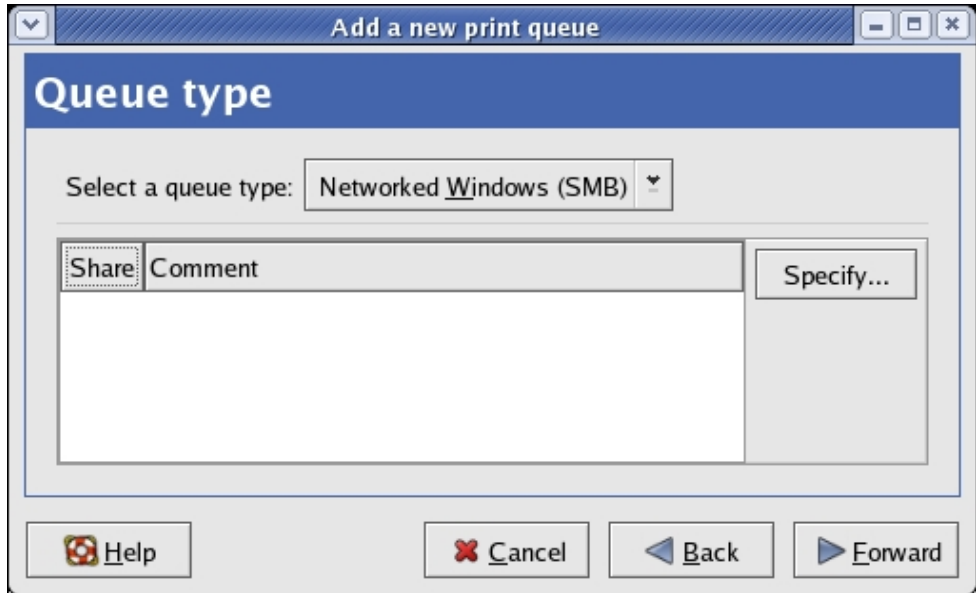 Add a new print queue
Queue type
Select a queue type: Networked Windows (SMB)
Share Comment
Specify...
Help Cancel Back Forward